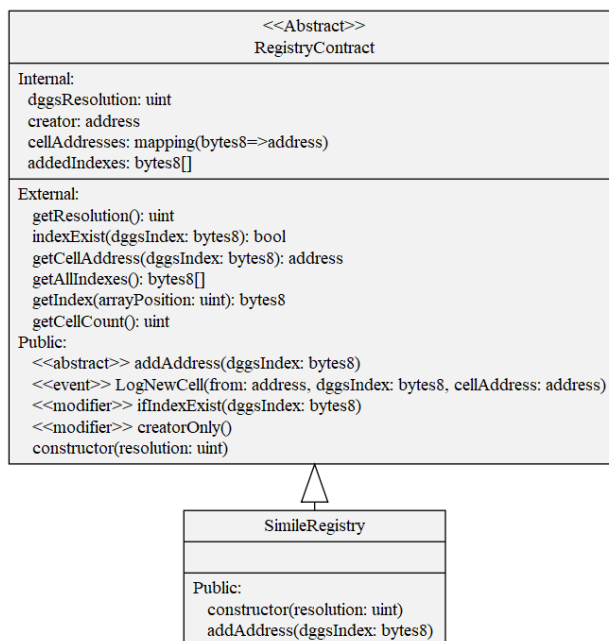 <<Abstract>>
RegistryContract
Internal:
dggsResolution: uint
creator: address
cellAddresses: mapping(bytes8=>address)
addedIndexes: bytes8[]
External:
getResolution(): uint
indexExist(dggsIndex: bytes8): bool
getCellAddress(dggsIndex: bytes8): address
getAllIndexes(): bytes8[]
getIndex(arrayPosition: uint): bytes8
getCellCount(): uint
Public:
<<abstract>> addAddress(dggsIndex: bytes8)
<<event>> LogNewCell(from: address, dggsIndex: bytes8, cellAddress: address)
<<modifier>> ifIndexExist(dggsIndex: bytes8)
<<modifier>> creatorOnly()
constructor(resolution: uint)
SimileRegistry
Public:
constructor(resolution: uint)
addAddress(dggsIndex: bytes8)